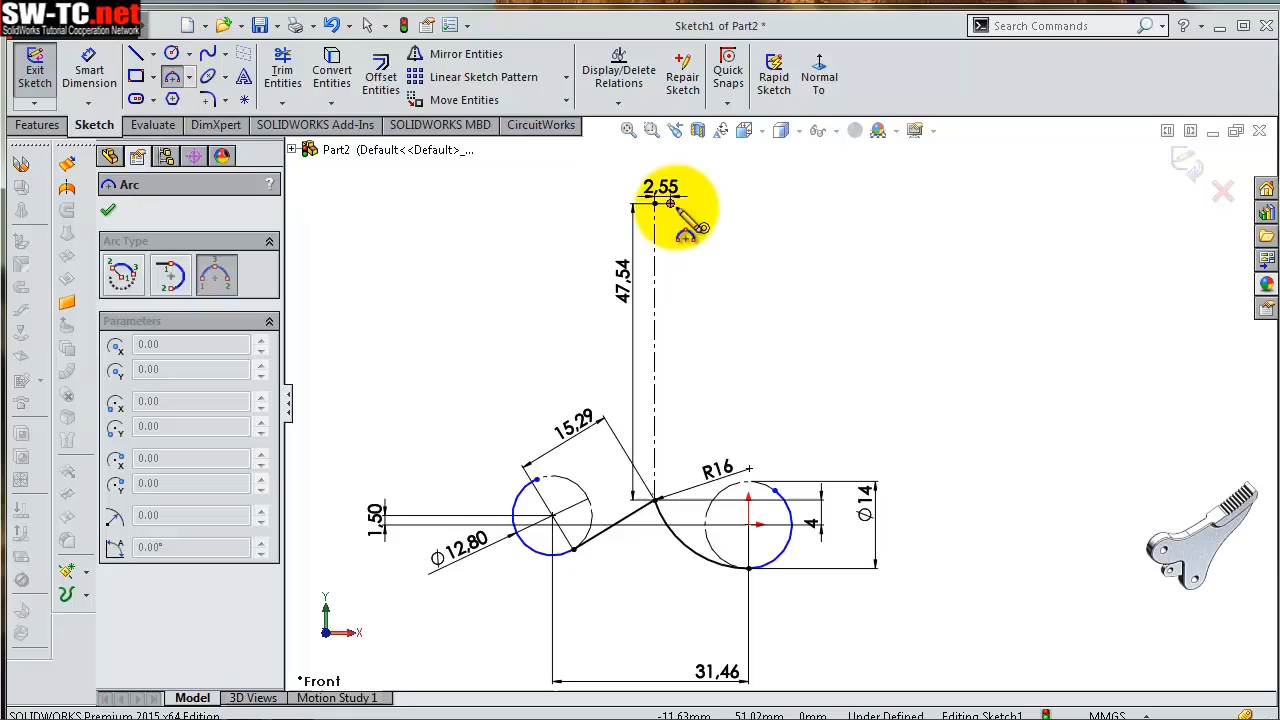 SW-TC.net
SolidWorks Tutorial Cooperation Network
Sketch1 of Part2 *
Search Commands
Exit Sketch
Smart Dimension
Trim Entities
Convert Entities
Offset Entities
Mirror Entities
Linear Sketch Pattern
Move Entities
Display/Delete Relations
Repair Sketch
Quick Snaps
Rapid Sketch
Normal To
Features
Sketch
Evaluate
DimXpert
SOLIDWORKS Add-Ins
SOLIDWORKS MBD
CircuitWorks
Part2 (Default<<Default>_...
Arc
?
Arc Type
Parameters
0.00
0.00
0.00
0.00
0.00
0.00
0.00
0.00°
2,55
47,54
15,29
R16
Ø14
4
1,50
Ø12,80
31,46
Y
X
*Front
Model
3D Views
Motion Study 1
SOLIDWORKS Premium 2015 x64 Edition
-11.63mm
51.02mm
0mm
Under Defined
Editing Sketch1
MMGS